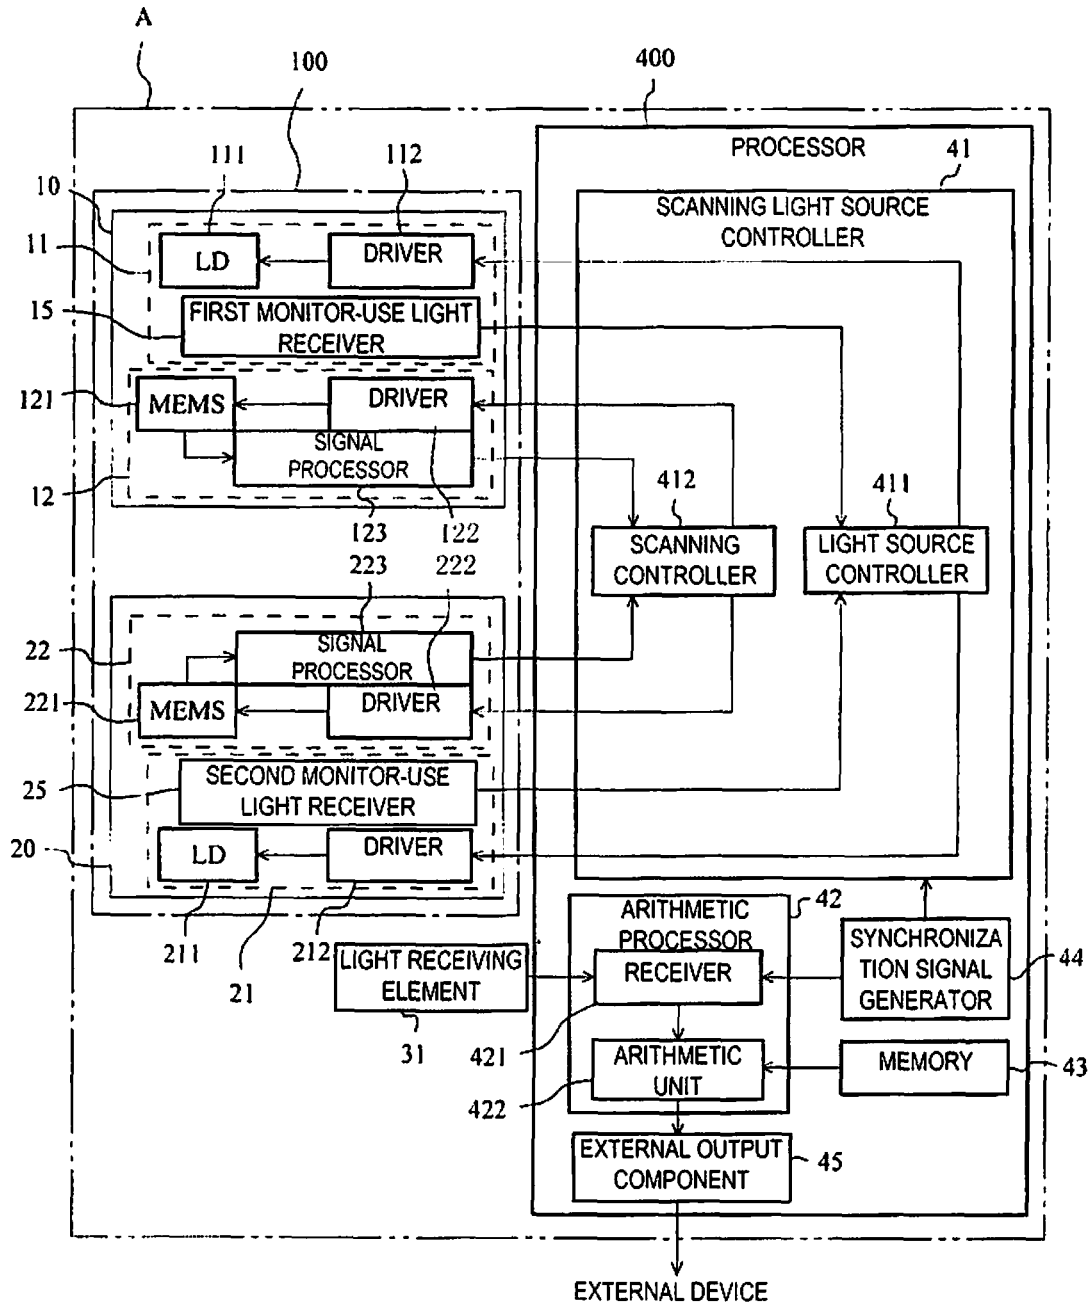 A
100
400
PROCESSOR
41
111
112
10
SCANNING LIGHT SOURCE
CONTROLLER
11
LD
DRIVER
15
FIRST MONITOR-USE LIGHT
RECEIVER
121
MEMS
DRIVER
SIGNAL
PROCESSOR
12
412
411
123
122
SCANNING
CONTROLLER
LIGHT SOURCE
CONTROLLER
223
222
22
SIGNAL
PROCESSOR
221
MEMS
DRIVER
25
SECOND MONITOR-USE
LIGHT RECEIVER
20
LD
DRIVER
42
ARITHMETIC
PROCESSOR
211
21
212
LIGHT RECEIVING
ELEMENT
RECEIVER
SYNCHRONIZA
TION SIGNAL
GENERATOR
44
31
421
ARITHMETIC
UNIT
MEMORY
43
422
EXTERNAL OUTPUT
COMPONENT
45
EXTERNAL DEVICE